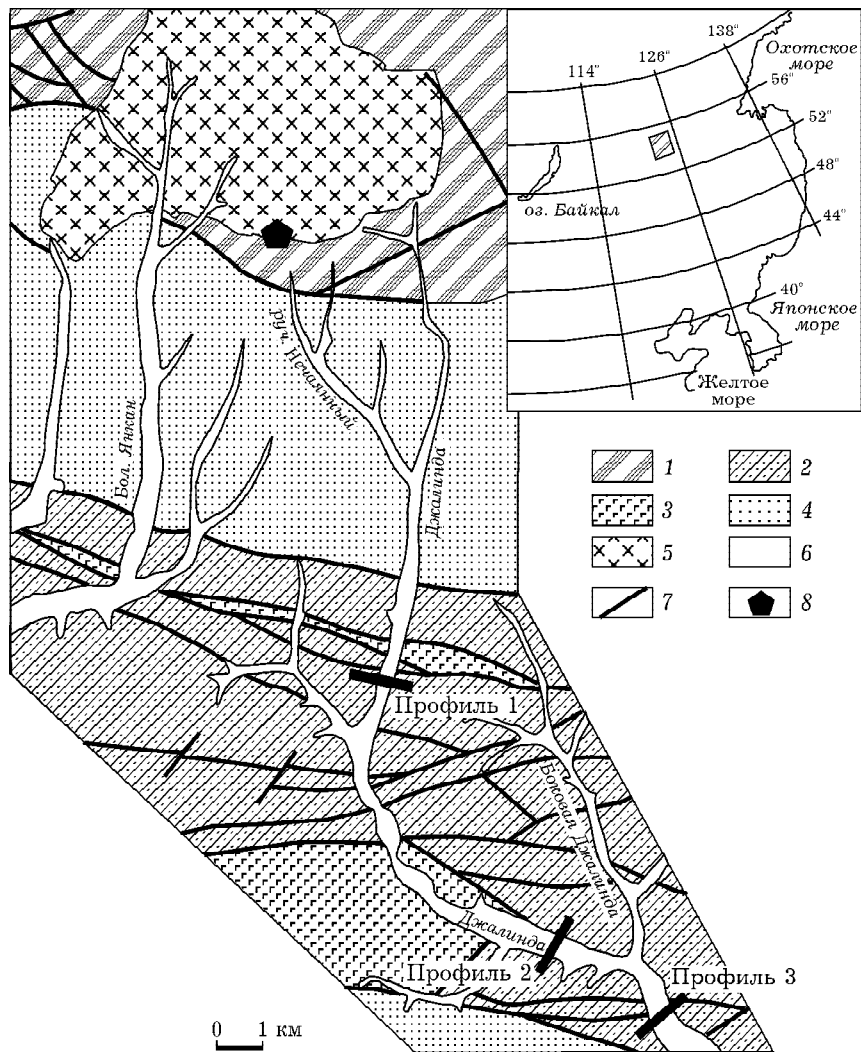 138°
Охотское
море
126°
114°
56°
52°
48°
оз. Байкал
44°
40°
Японское
море
Желтое
море
руч. Нечаянный
Бол. Янкан
Джалинда
1
2
3
4
5
6
7
8
Профиль 1
Боковая Джалинда
Джалинда
Профиль 2
Профиль 3
0 1 км